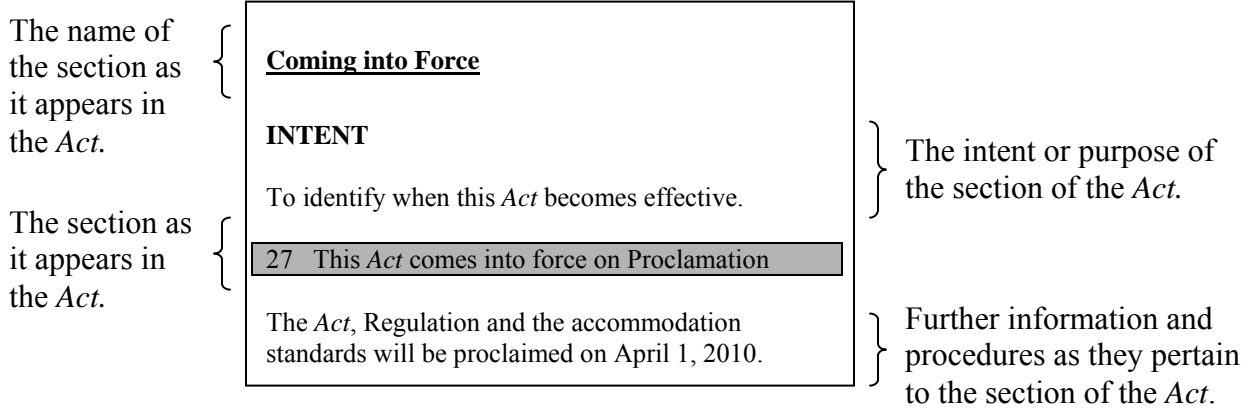 The name of
the section as
it appears in
the Act.
Coming into Force
INTENT
To identify when this Act becomes effective.
The intent or purpose of
the section of the Act.
The section as
it appears in
the Act.
27 This Act comes into force on Proclamation
The Act, Regulation and the accommodation
standards will be proclaimed on April 1, 2010.
Further information and
procedures as they pertain
to the section of the Act.